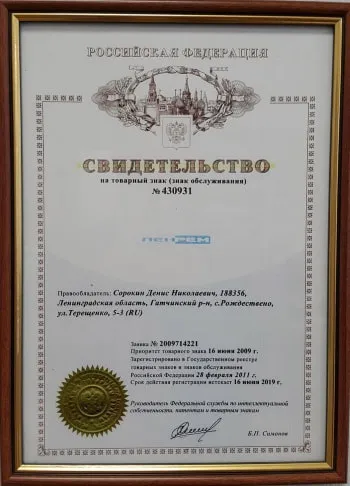 РОССИЙСКАЯ ФЕДЕРАЦИЯ
СВИДЕТЕЛЬСТВО
на товарный знак (знак обслуживания)
№ 430931
Правообладатель: Сорокин Денис Николаевич, 188356,
Ленинградская область, Гатчинский р-н, с.Рождествено,
ул.Терещенко, 5-3 (RU)
Заявка № 2009714221
Приоритет товарного знака 16 июня 2009 г.
Зарегистрировано в Государственном реестре
товарных знаков и знаков обслуживания
Российской Федерации 28 февраля 2011 г.
Срок действия регистрации истекает 16 июня 2019 г.
Руководитель Федеральной службы по интеллектуальной
собственности, патентам и товарным знакам
Б.П. Симонов